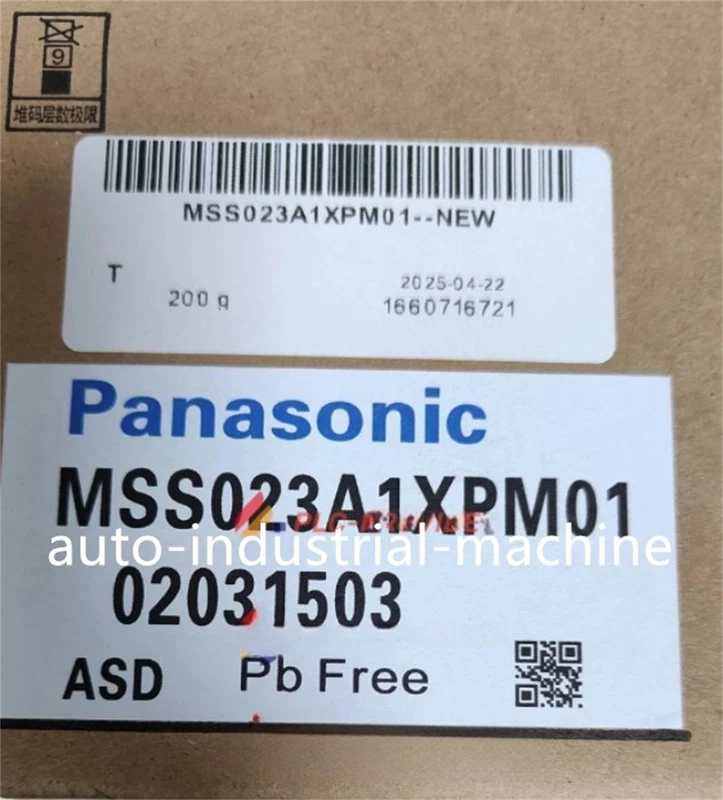 9
堆码层数极限
MSS023A1XPM01--NEW
T
2025-04-22
200 g
1660716721
Panasonic
MSS023A1XPM01
auto-industrial-machine
02031503
ASD
Pb Free